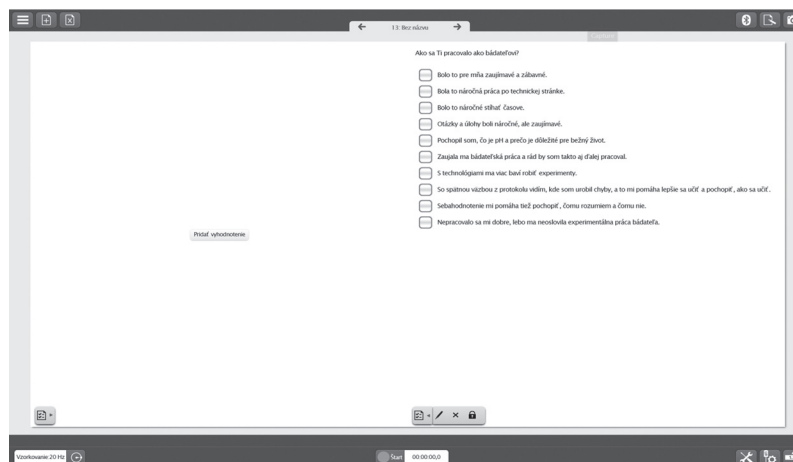 13: Bez názvu
Ako sa Ti pracovalo ako bádateľovi?
Bolo to pre mňa zaujímavé a zábavné.
Bola to náročná práca po technickej stránke.
Bolo to náročné stíhať časove.
Otázky a úlohy boli náročné, ale zaujímavé.
Pochopil som, čo je pH a prečo je dôležité pre bežný život.
Zaujala ma bádateľská práca a rád by som takto aj ďalej pracoval.
S technológiami ma viac baví robiť experimenty.
So spätnou väzbou z protokolu vidím, kde som urobil chyby, a to mi pomáha lepšie sa učiť a pochopiť, ako sa učiť.
Sebahodnotenie mi pomáha tiež pochopiť, čomu rozumiem a čomu nie.
Nepracovalo sa mi dobre, lebo ma neoslovila experimentálna práca bádateľa.
Pridať vyhodnotenie
Vzorkovanie 20 Hz
Štart
00:00:00,0